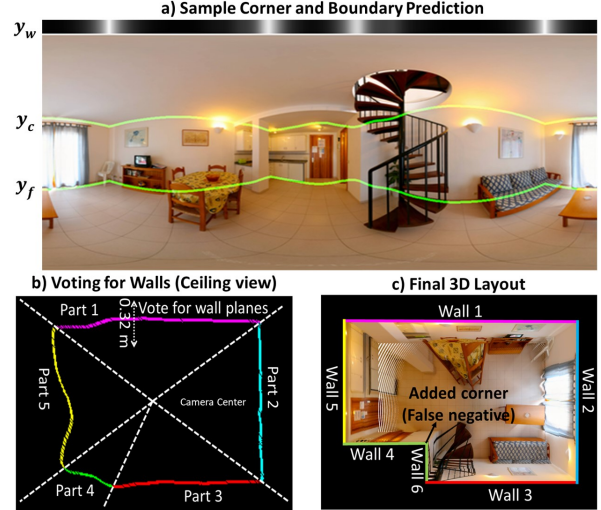 a) Sample Corner and Boundary Prediction
y_w
y_c
y_f
b) Voting for Walls (Ceiling view)
Part 1
0.32 m
Vote for wall planes
Part 5
Camera Center
Part 2
Part 4
Part 3
c) Final 3D Layout
Wall 1
Wall 5
Added corner
(False negative)
Wall 2
Wall 4
Wall 6
Wall 3